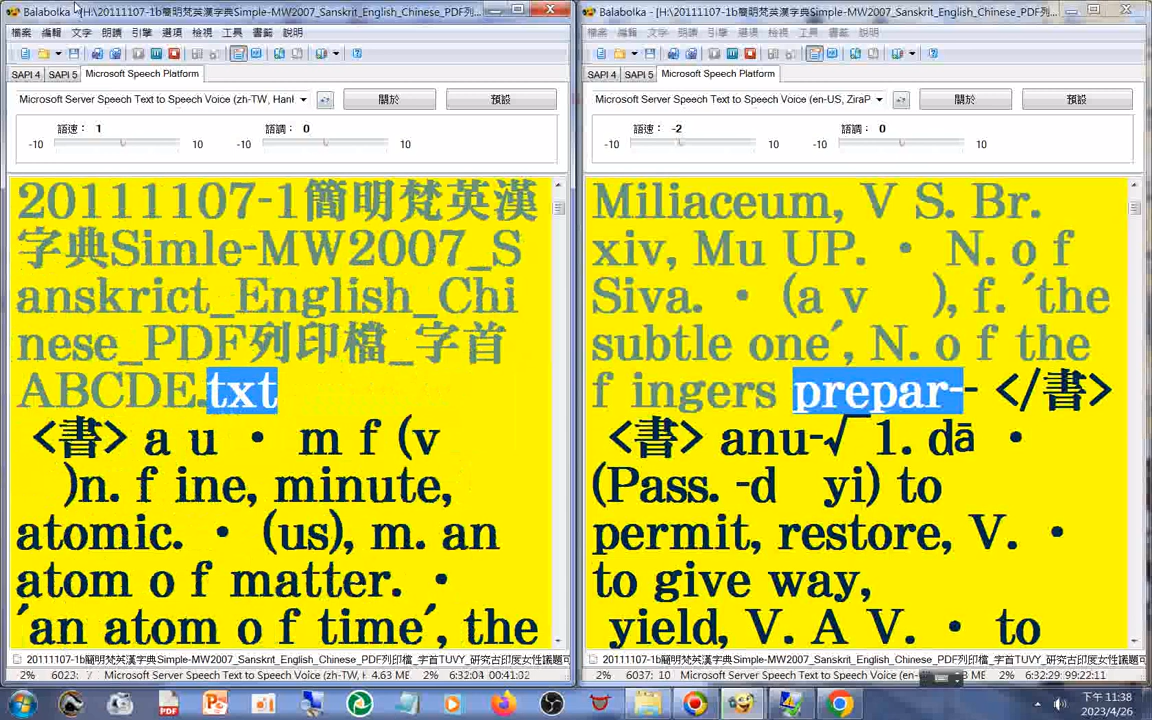 Balabolka - [H:\20111107-1b簡明梵英漢字典Simple-MW2007_Sanskrit_English_Chinese_PDF列...
檔案 編輯 文字 朗讀 引擎 選項 檢視 工具 書籤 說明
SAPI 4 SAPI 5 Microsoft Speech Platform
Microsoft Server Speech Text to Speech Voice (zh-TW, Hanl
關於 預設
語速： 1 語調： 0
-10 10 -10 10
20111107-1簡明梵英漢
字典Simle-MW2007_S
anskrict_English_Chi
nese_PDF列印檔_字首
ABCDE.txt
<書> a u • m f (v
)n. f ine, minute,
atomic. • (us), m. an
atom o f matter. •
´an atom o f time´, the
20111107-1b簡明梵英漢字典Simple-MW2007_Sanskrit_English_Chinese_PDF列印檔_字首TUVY_研究古印度女性議題可
2% 6023: Microsoft Server Speech Text to Speech Voice (zh-TW, H 4.63 ME 2% 6:32:04 00:41:02
Balabolka - [H:\20111107-1b簡明梵英漢字典Simple-MW2007_Sanskrit_English_Chinese_PDF列...
檔案 編輯 文字 朗讀 引擎 選項 檢視 工具 書籤 說明
SAPI 4 SAPI 5 Microsoft Speech Platform
Microsoft Server Speech Text to Speech Voice (en-US, ZiraP
關於 預設
語速： -2 語調： 0
-10 10 -10 10
Miliaceum, V S. Br.
xiv, Mu UP. • N. o f
Siva. • (a v ), f. ´the
subtle one´, N. o f the
f ingers prepar-- </書>
<書> anu-√ 1. dā •
(Pass. -d yi) to
permit, restore, V. •
to give way,
yield, V. A V. • to
20111107-1b簡明梵英漢字典Simple-MW2007_Sanskrit_English_Chinese_PDF列印檔_字首TUVY_研究古印度女性議題可
2% 6037: 10 Microsoft Server Speech Text to Speech Voice (en-US, 3 ME 2% 6:32:29 99:22:11
下午 11:38
2023/4/26